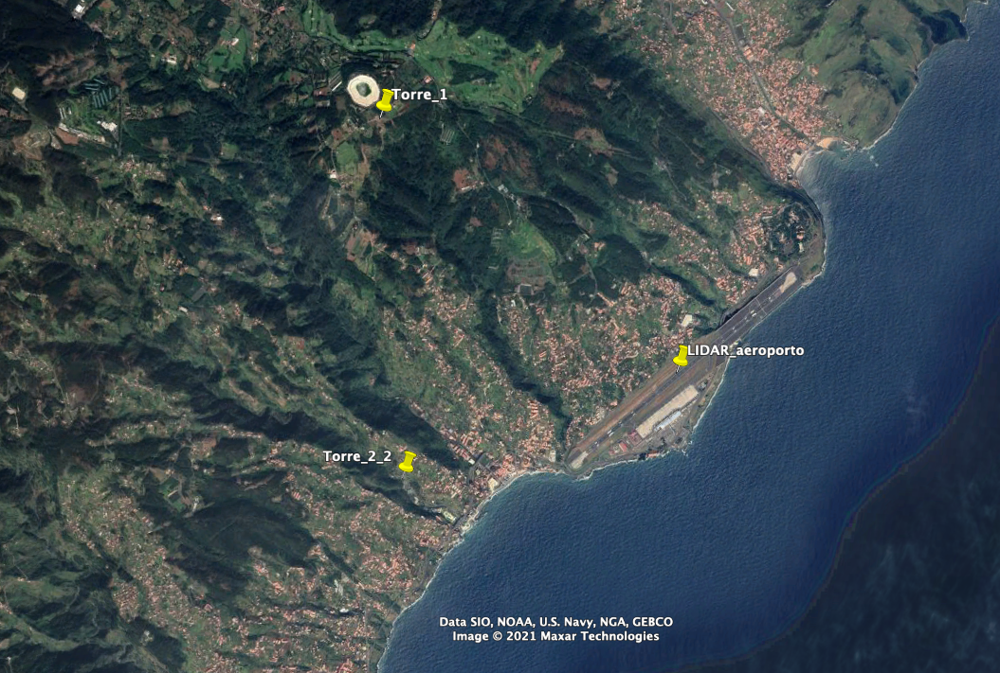 Torre_1
LIDAR_aeroporto
Torre_2_2
Data SIO, NOAA, U.S. Navy, NGA, GEBCO
Image © 2021 Maxar Technologies